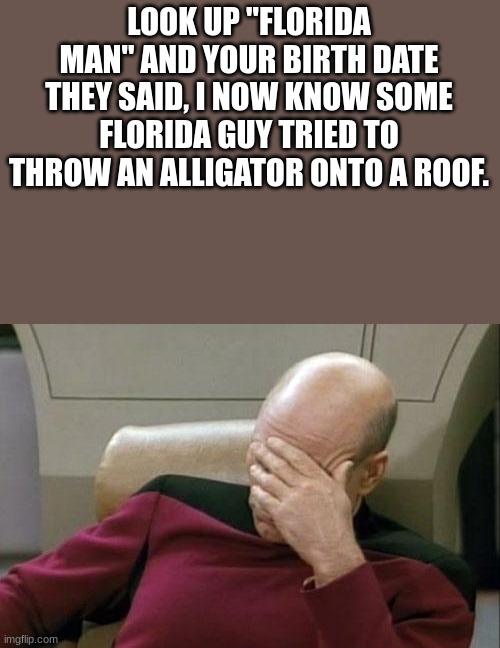 LOOK UP "FLORIDA
MAN" AND YOUR BIRTH DATE
THEY SAID, I NOW KNOW SOME
FLORIDA GUY TRIED TO
THROW AN ALLIGATOR ONTO A ROOF.
imgflip.com